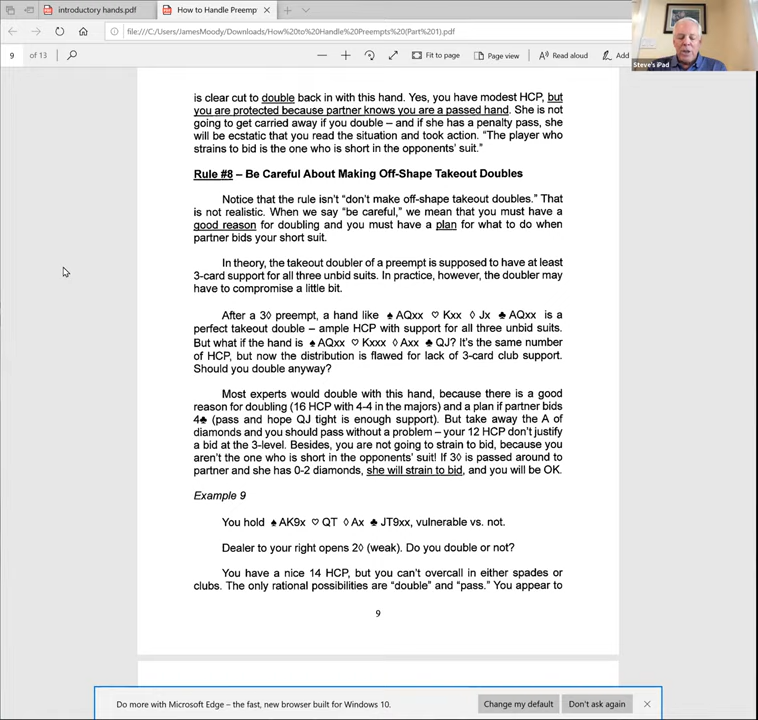 introductory hands.pdf
How to Handle Preemp
file:///C:/Users/JamesMoody/Downloads/How%20to%20Handle%20Preempts%20(Part%201).pdf
9 of 13 Fit to page Page view Read aloud Add
Steve's iPad
is clear cut to double back in with this hand. Yes, you have modest HCP, but
you are protected because partner knows you are a passed hand. She is not
going to get carried away if you double – and if she has a penalty pass, she
will be ecstatic that you read the situation and took action. “The player who
strains to bid is the one who is short in the opponents’ suit.”
Rule #8 – Be Careful About Making Off-Shape Takeout Doubles
Notice that the rule isn’t “don’t make off-shape takeout doubles.” That
is not realistic. When we say “be careful,” we mean that you must have a
good reason for doubling and you must have a plan for what to do when
partner bids your short suit.
In theory, the takeout doubler of a preempt is supposed to have at least
3-card support for all three unbid suits. In practice, however, the doubler may
have to compromise a little bit.
After a 3◊ preempt, a hand like ♠ AQxx ♡ Kxx ◊ Jx ♣ AQxx is a
perfect takeout double – ample HCP with support for all three unbid suits.
But what if the hand is ♠ AQxx ♡ Kxxx ◊ Axx ♣ QJ? It’s the same number
of HCP, but now the distribution is flawed for lack of 3-card club support.
Should you double anyway?
Most experts would double with this hand, because there is a good
reason for doubling (16 HCP with 4-4 in the majors) and a plan if partner bids
4♣ (pass and hope QJ tight is enough support). But take away the A of
diamonds and you should pass without a problem – your 12 HCP don’t justify
a bid at the 3-level. Besides, you are not going to strain to bid, because you
aren’t the one who is short in the opponents’ suit! If 3◊ is passed around to
partner and she has 0-2 diamonds, she will strain to bid, and you will be OK.
Example 9
You hold ♠ AK9x ♡ QT ◊ Ax ♣ JT9xx, vulnerable vs. not.
Dealer to your right opens 2◊ (weak). Do you double or not?
You have a nice 14 HCP, but you can’t overcall in either spades or
clubs. The only rational possibilities are “double” and “pass.” You appear to
9
Do more with Microsoft Edge – the fast, new browser built for Windows 10.
Change my default
Don't ask again